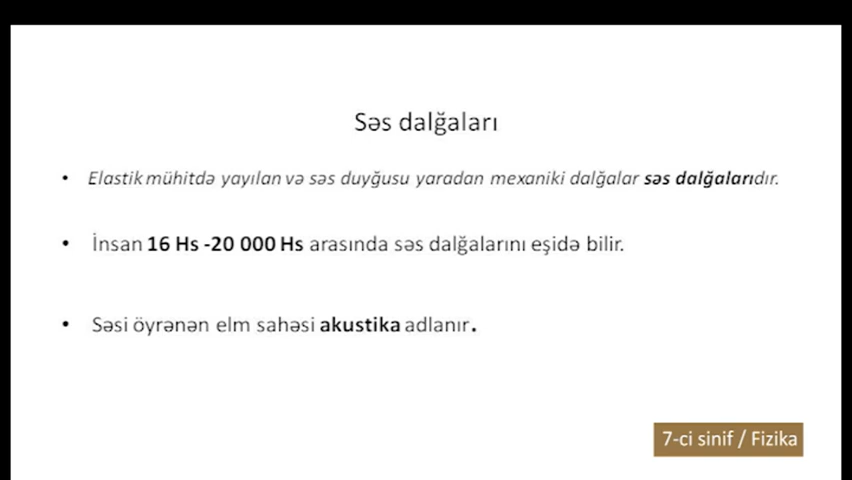 Səs dalğaları
• Elastik mühitdə yayılan və səs duyğusu yaradan mexaniki dalğalar səs dalğalarıdır.
• İnsan 16 Hs -20 000 Hs arasında səs dalğalarını eşidə bilir.
• Səsi öyrənən elm sahəsi akustika adlanır.
7-ci sinif / Fizika